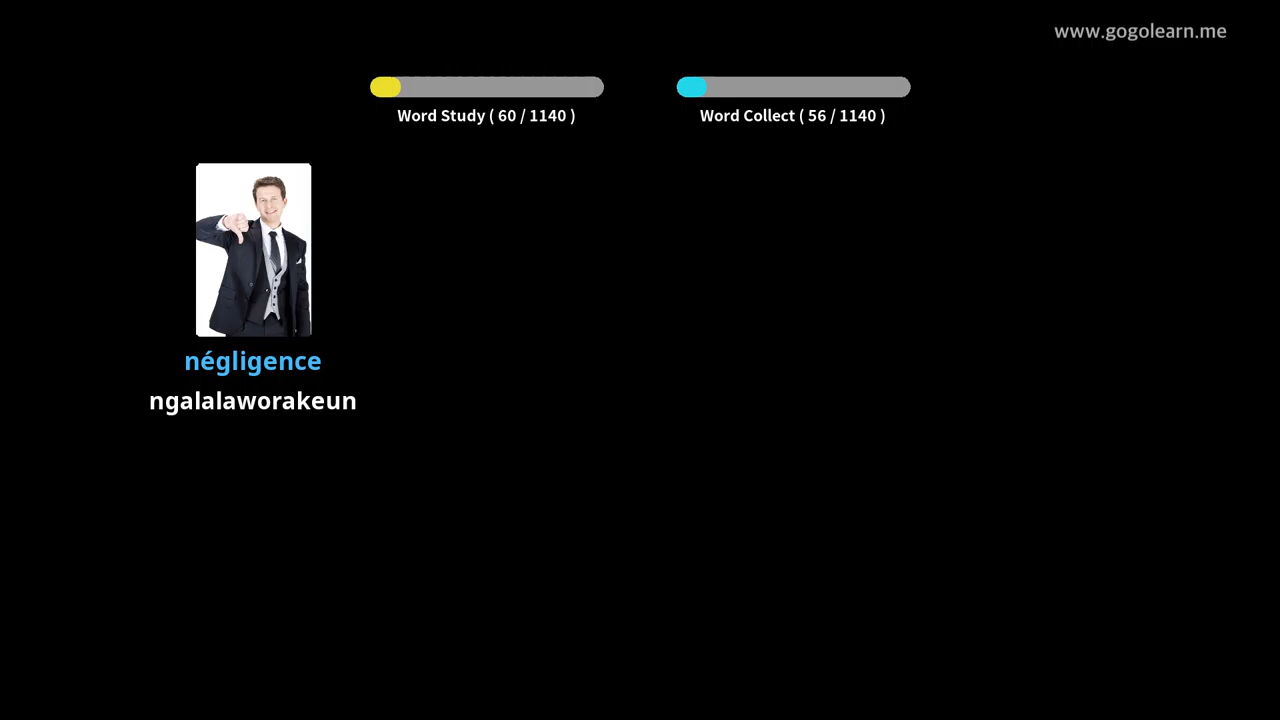 www.gogolearn.me
Word Study ( 60 / 1140 )
Word Collect ( 56 / 1140 )
négligence
ngalalaworakeun